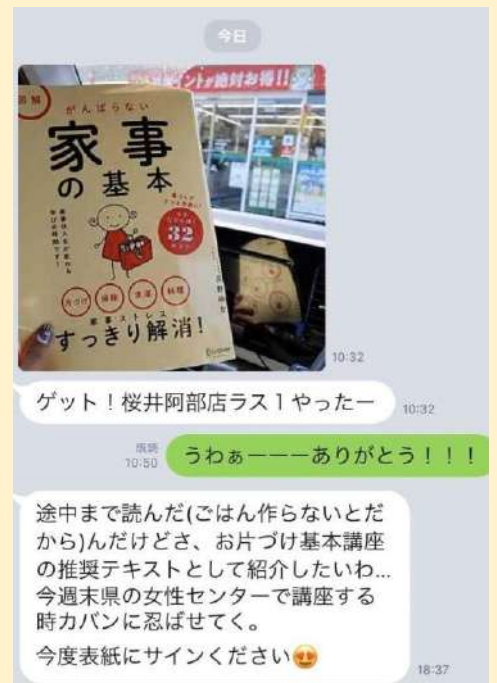 今日
図解
がんばらない
家事
の基本
32
片づけ
掃除
洗濯
料理
家事ストレス
すっきり解消!
ントが絶対お得!!
10:32
ゲット!桜井阿部店ラス1やったー
10:32
既読
10:50
うわぁーーーありがとう!!!
途中まで読んだ(ごはん作らないとだ
から)んだけどさ、お片づけ基本講座
の推奨テキストとして紹介したいわ...
今週末県の女性センターで講座する
時カバンに忍ばせてく。
今度表紙にサインください😍
18:37